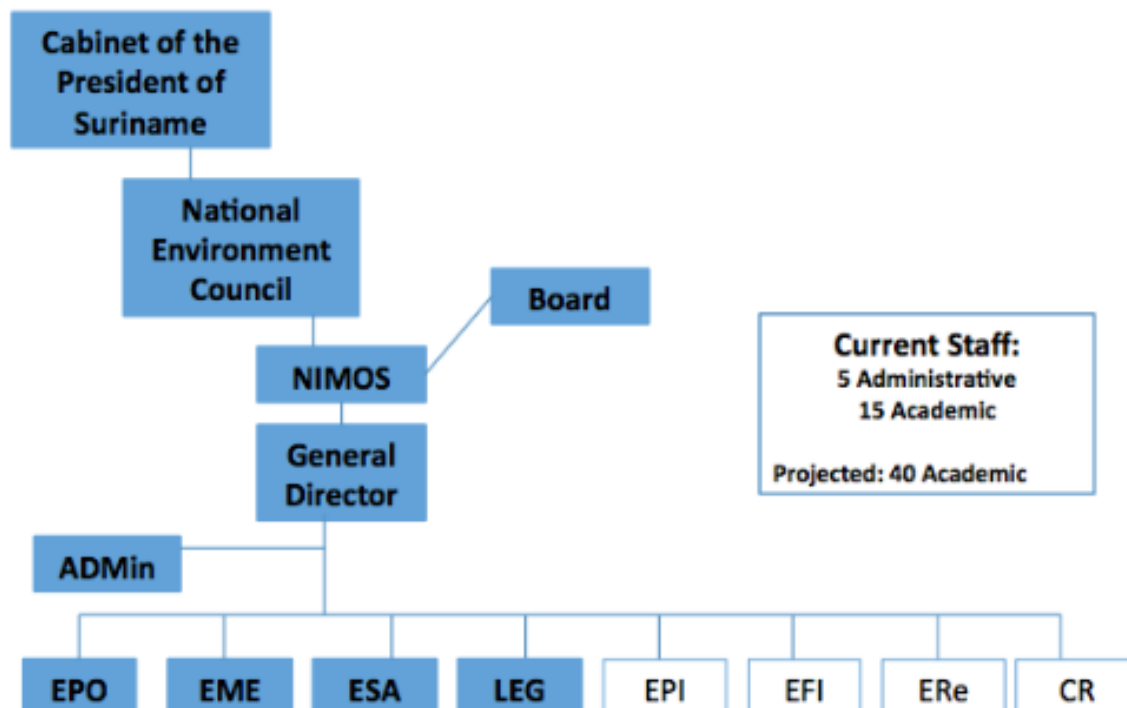 Cabinet of the
President of
Suriname
National
Environment
Council
Board
NIMOS
Current Staff:
5 Administrative
15 Academic
Projected: 40 Academic
General
Director
ADMin
EPO
EME
ESA
LEG
EPI
EFI
ERe
CR